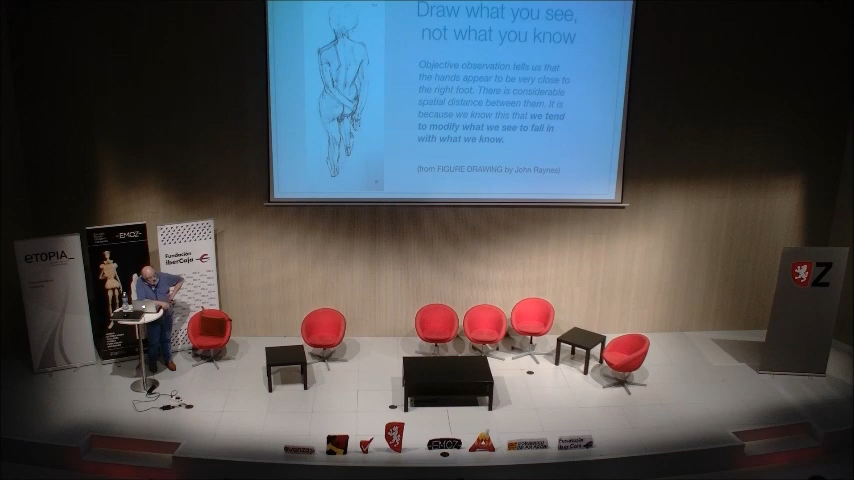 Draw what you see,
not what you know
Objective observation tells us that
the hands appear to be very close to
the right foot. There is considerable
spatial distance between them. It is
because we know this that we tend
to modify what we see to fall in
with what we know.
(from FIGURE DRAWING by John Raynes)
eTOPIA_
-EMOZ-
Fundación
iberCaja
Z
EMOZ
Fundación
iberCaja